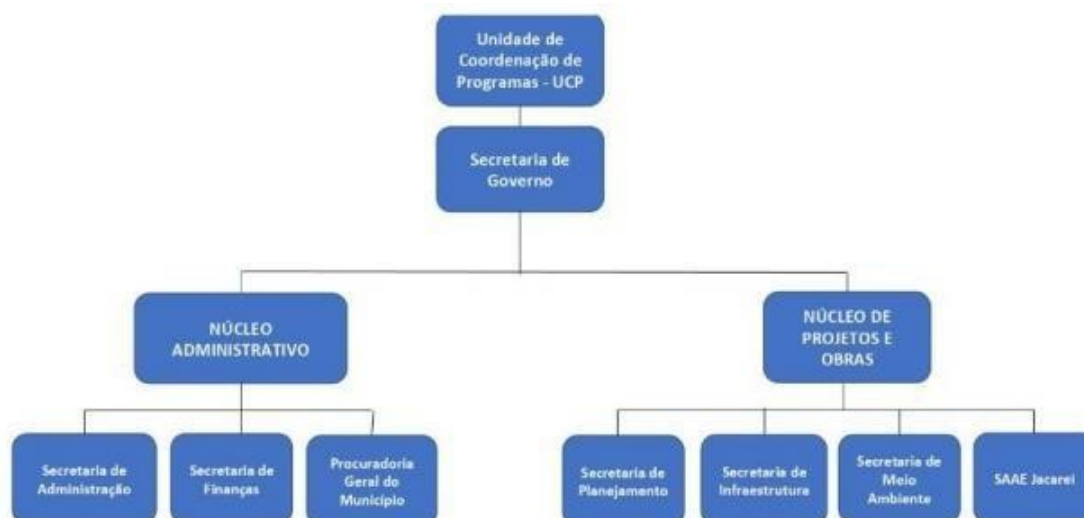 Unidade de
Coordenação de
Programas - UCP
Secretaria de
Governo
NÚCLEO
ADMINISTRATIVO
NÚCLEO DE
PROJETOS E
OBRAS
Secretaria de
Administração
Secretaria de
Finanças
Procuradoria
Geral do
Município
Secretaria de
Planejamento
Secretaria de
Infraestrutura
Secretaria de
Meio
Ambiente
SAAE Jacarei